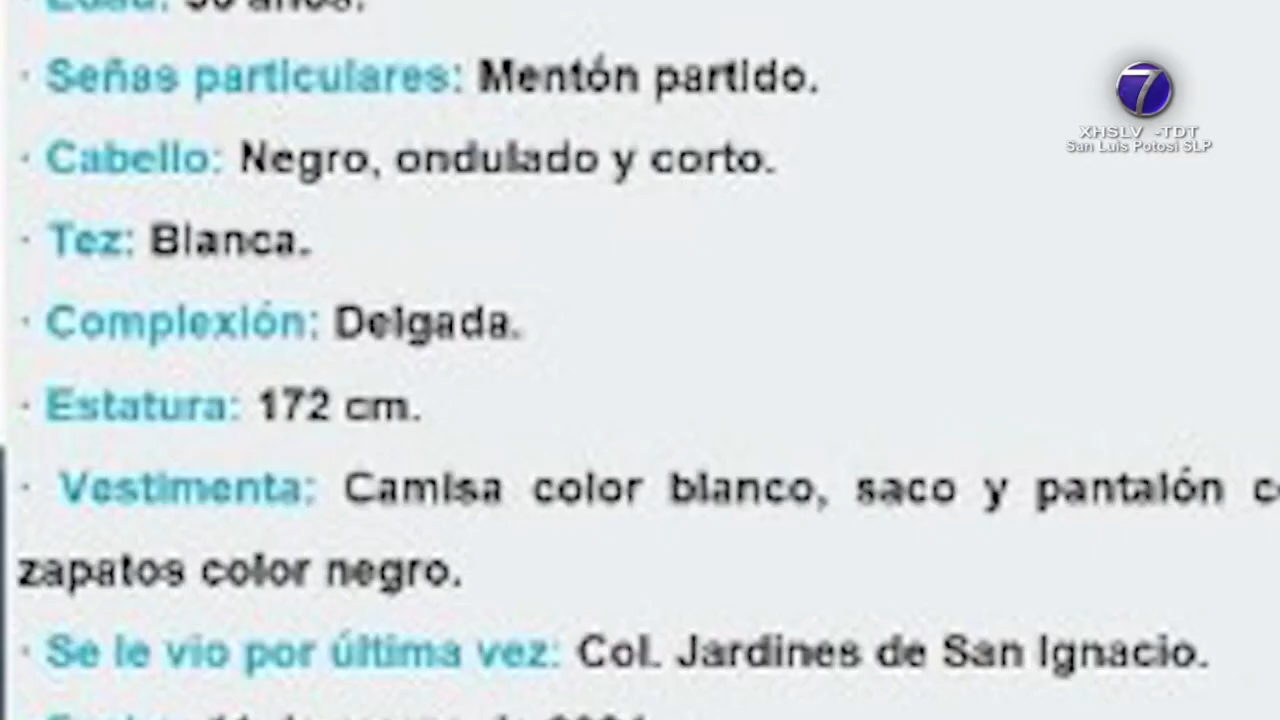 · Señas particulares: Mentón partido.
7
XHSLV -TDT
San Luis Potosí SLP
· Cabello: Negro, ondulado y corto.
· Tez: Blanca.
· Complexión: Delgada.
· Estatura: 172 cm.
· Vestimenta: Camisa color blanco, saco y pantalón
zapatos color negro.
· Se le vio por última vez: Col. Jardines de San Ignacio.